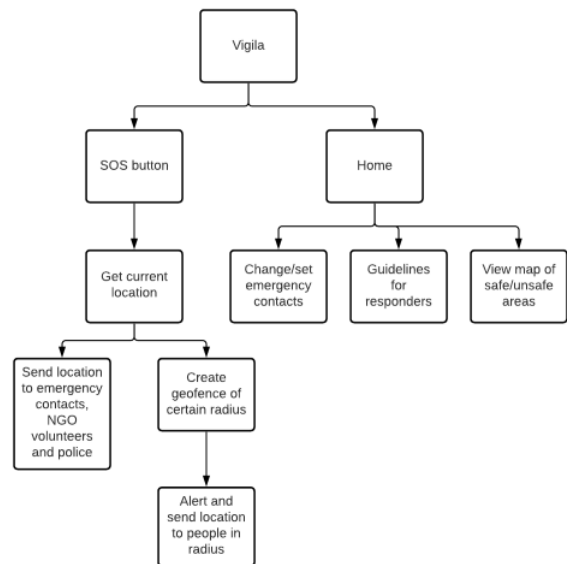 Vigila
SOS button
Home
Get current
location
Change/set
emergency
contacts
Guidelines
for
responders
View map of
safe/unsafe
areas
Send location
to emergency
contacts,
NGO
volunteers
and police
Create
geofence of
certain radius
Alert and
send location
to people in
radius